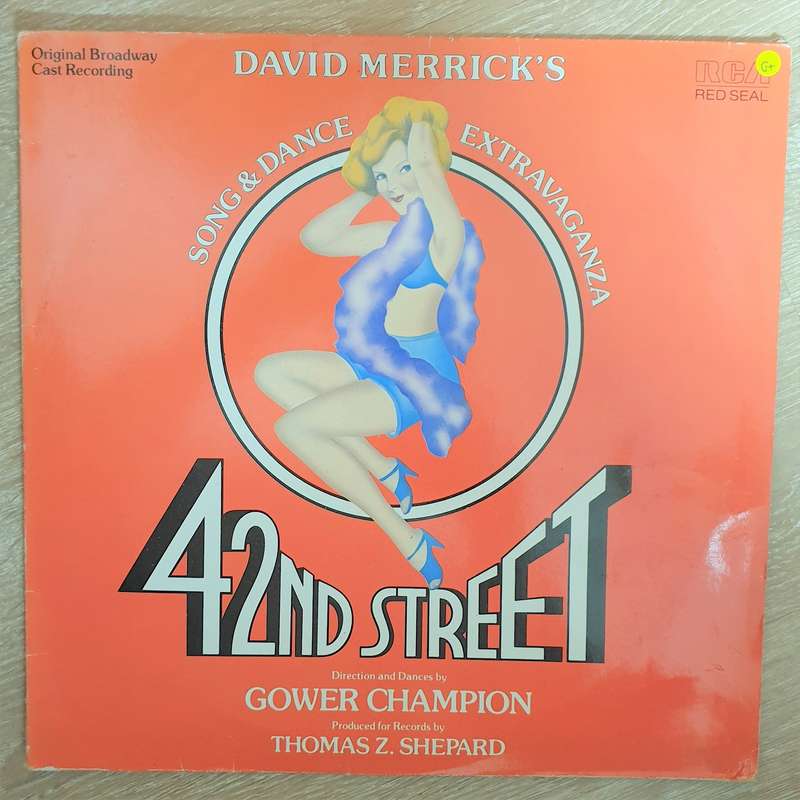 Original Broadway
Cast Recording
DAVID MERRICK'S
RCA
RED SEAL
G+
SONG & DANCE
EXTRAVAGANZA
42ND STREET
Direction and Dances by
GOWER CHAMPION
Produced for Records by
THOMAS Z. SHEPARD